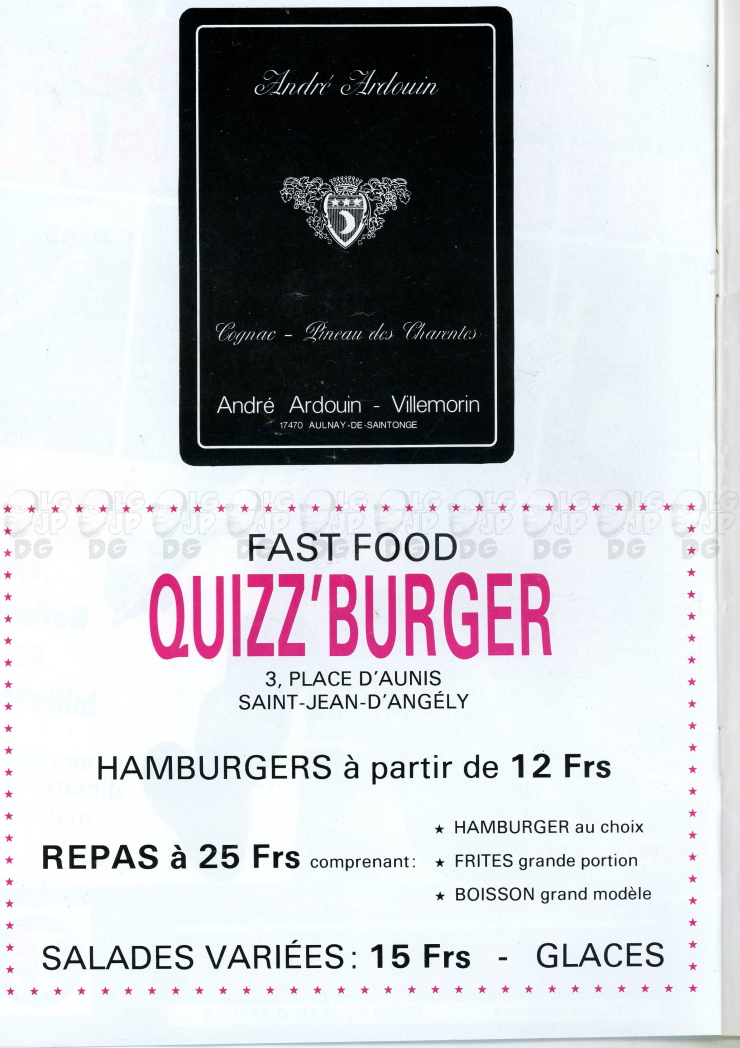 André Ardouin
Cognac - Pineau des Charentes
André Ardouin - Villemorin
17470 AULNAY-DE-SAINTONGE
FAST FOOD
QUIZZ'BURGER
3, PLACE D'AUNIS
SAINT-JEAN-D'ANGÉLY
HAMBURGERS à partir de 12 Frs
REPAS à 25 Frs comprenant:
★ HAMBURGER au choix
★ FRITES grande portion
★ BOISSON grand modèle
SALADES VARIÉES: 15 Frs - GLACES